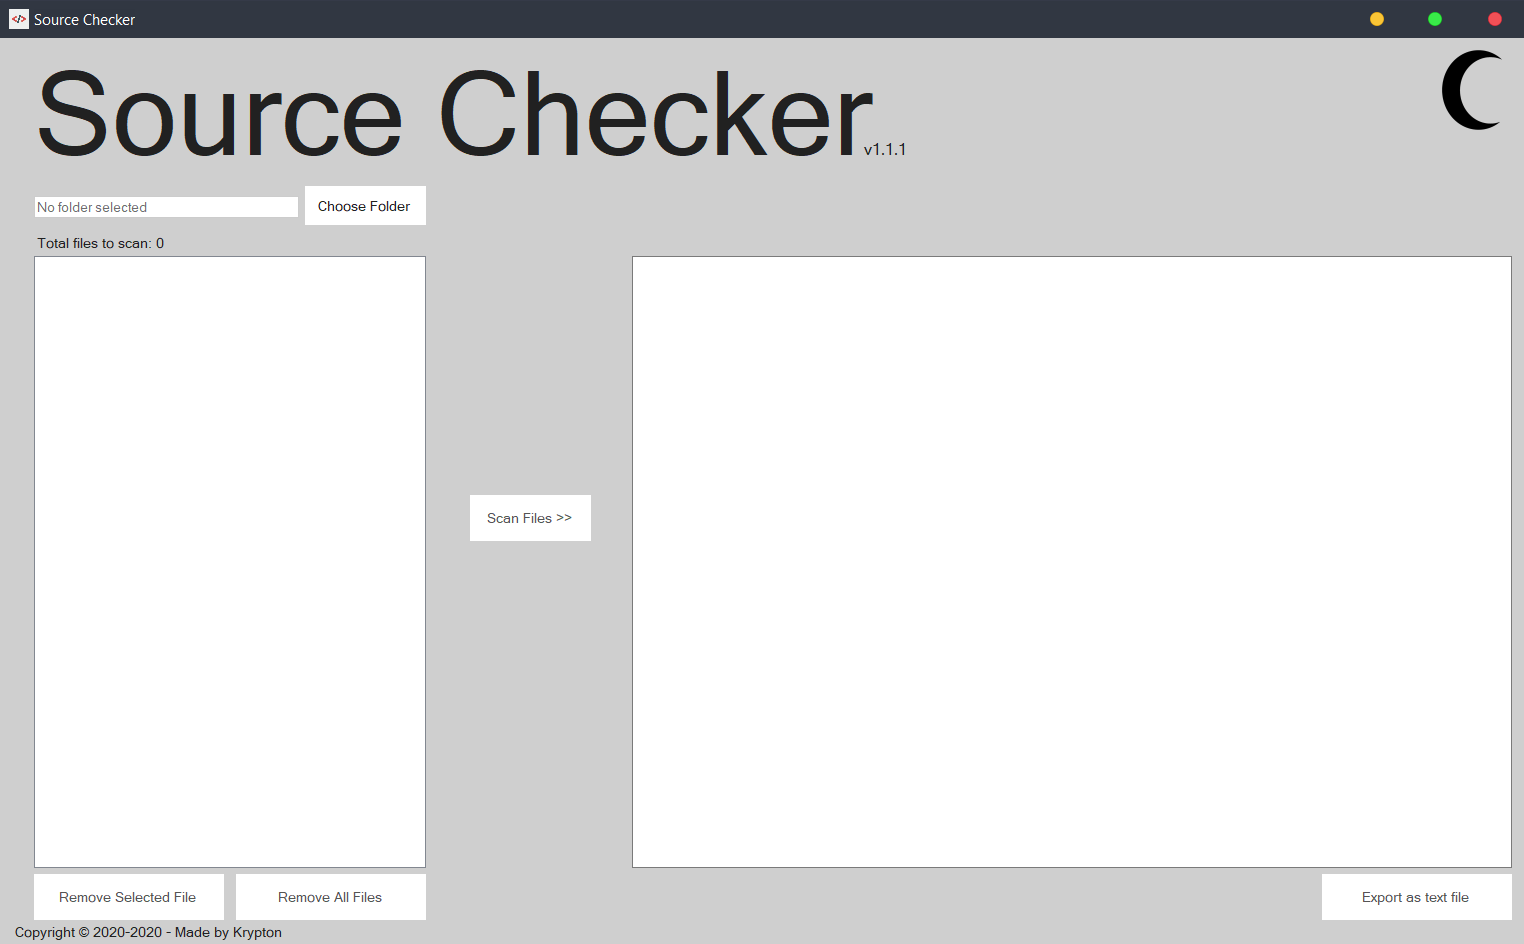 </> Source Checker
Source Checker v1.1.1
No folder selected
Choose Folder
Total files to scan: 0
Scan Files >>
Remove Selected File
Remove All Files
Export as text file
Copyright © 2020-2020 - Made by Krypton